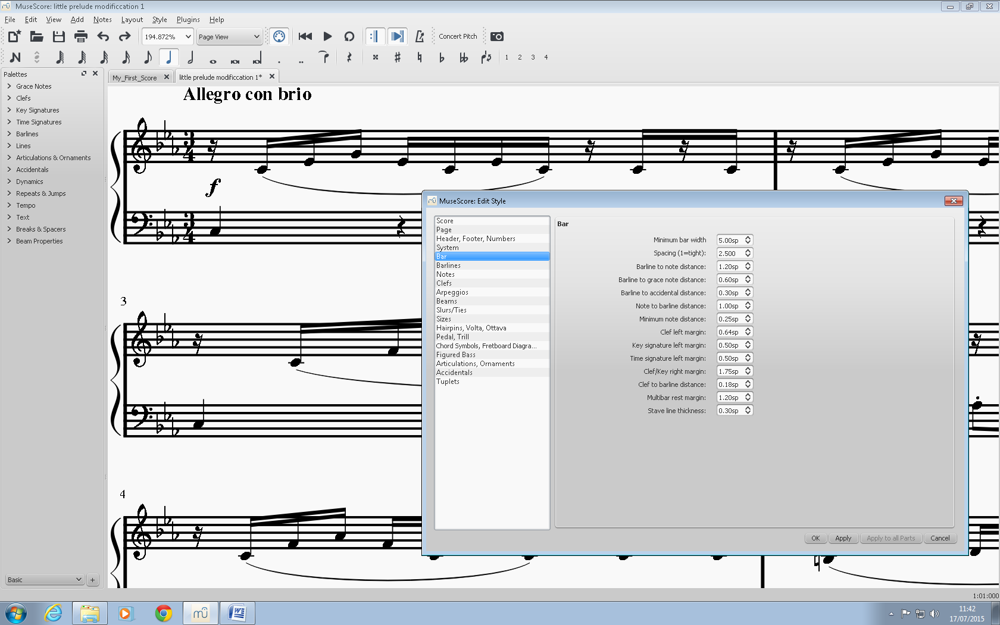 MuseScore: little prelude modificcation 1
File Edit View Add Notes Layout Style Plugins Help
194.872% Page View Concert Pitch
1 2 3 4
Palettes
My_First_Score
little prelude modificcation 1*
Grace Notes
Clefs
Key Signatures
Time Signatures
Barlines
Lines
Articulations & Ornaments
Accidentals
Dynamics
Repeats & Jumps
Tempo
Text
Breaks & Spacers
Beam Properties
Basic
Allegro con brio
f
3
4
MuseScore: Edit Style
Score
Page
Header, Footer, Numbers
System
Bar
Barlines
Notes
Clefs
Arpeggios
Beams
Slurs/Ties
Sizes
Hairpins, Volta, Ottava
Pedal, Trill
Chord Symbols, Fretboard Diagra...
Figured Bass
Articulations, Ornaments
Accidentals
Tuplets
Bar
Minimum bar width 5.00sp
Spacing (1=tight): 2.500
Barline to note distance: 1.20sp
Barline to grace note distance: 0.60sp
Barline to accidental distance: 0.30sp
Note to barline distance: 1.00sp
Minimum note distance: 0.25sp
Clef left margin: 0.64sp
Key signature left margin: 0.50sp
Time signature left margin: 0.50sp
Clef/Key right margin: 1.75sp
Clef to barline distance: 0.18sp
Multibar rest margin: 1.20sp
Stave line thickness: 0.30sp
OK Apply Apply to all Parts Cancel
1:01:000
11:42
17/07/2015